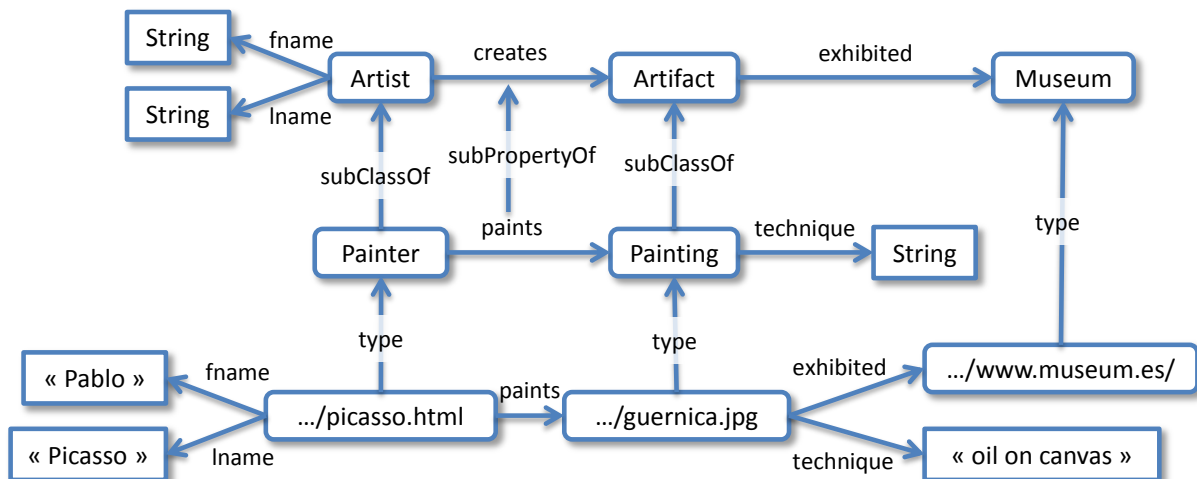 String
fname
creates
exhibited
Artist
Artifact
Museum
String
lname
subPropertyOf
subClassOf
subClassOf
type
paints
technique
Painter
Painting
String
type
type
fname
exhibited
…/www.museum.es/
« Pablo »
paints
…/picasso.html
…/guernica.jpg
« Picasso »
lname
technique
« oil on canvas »